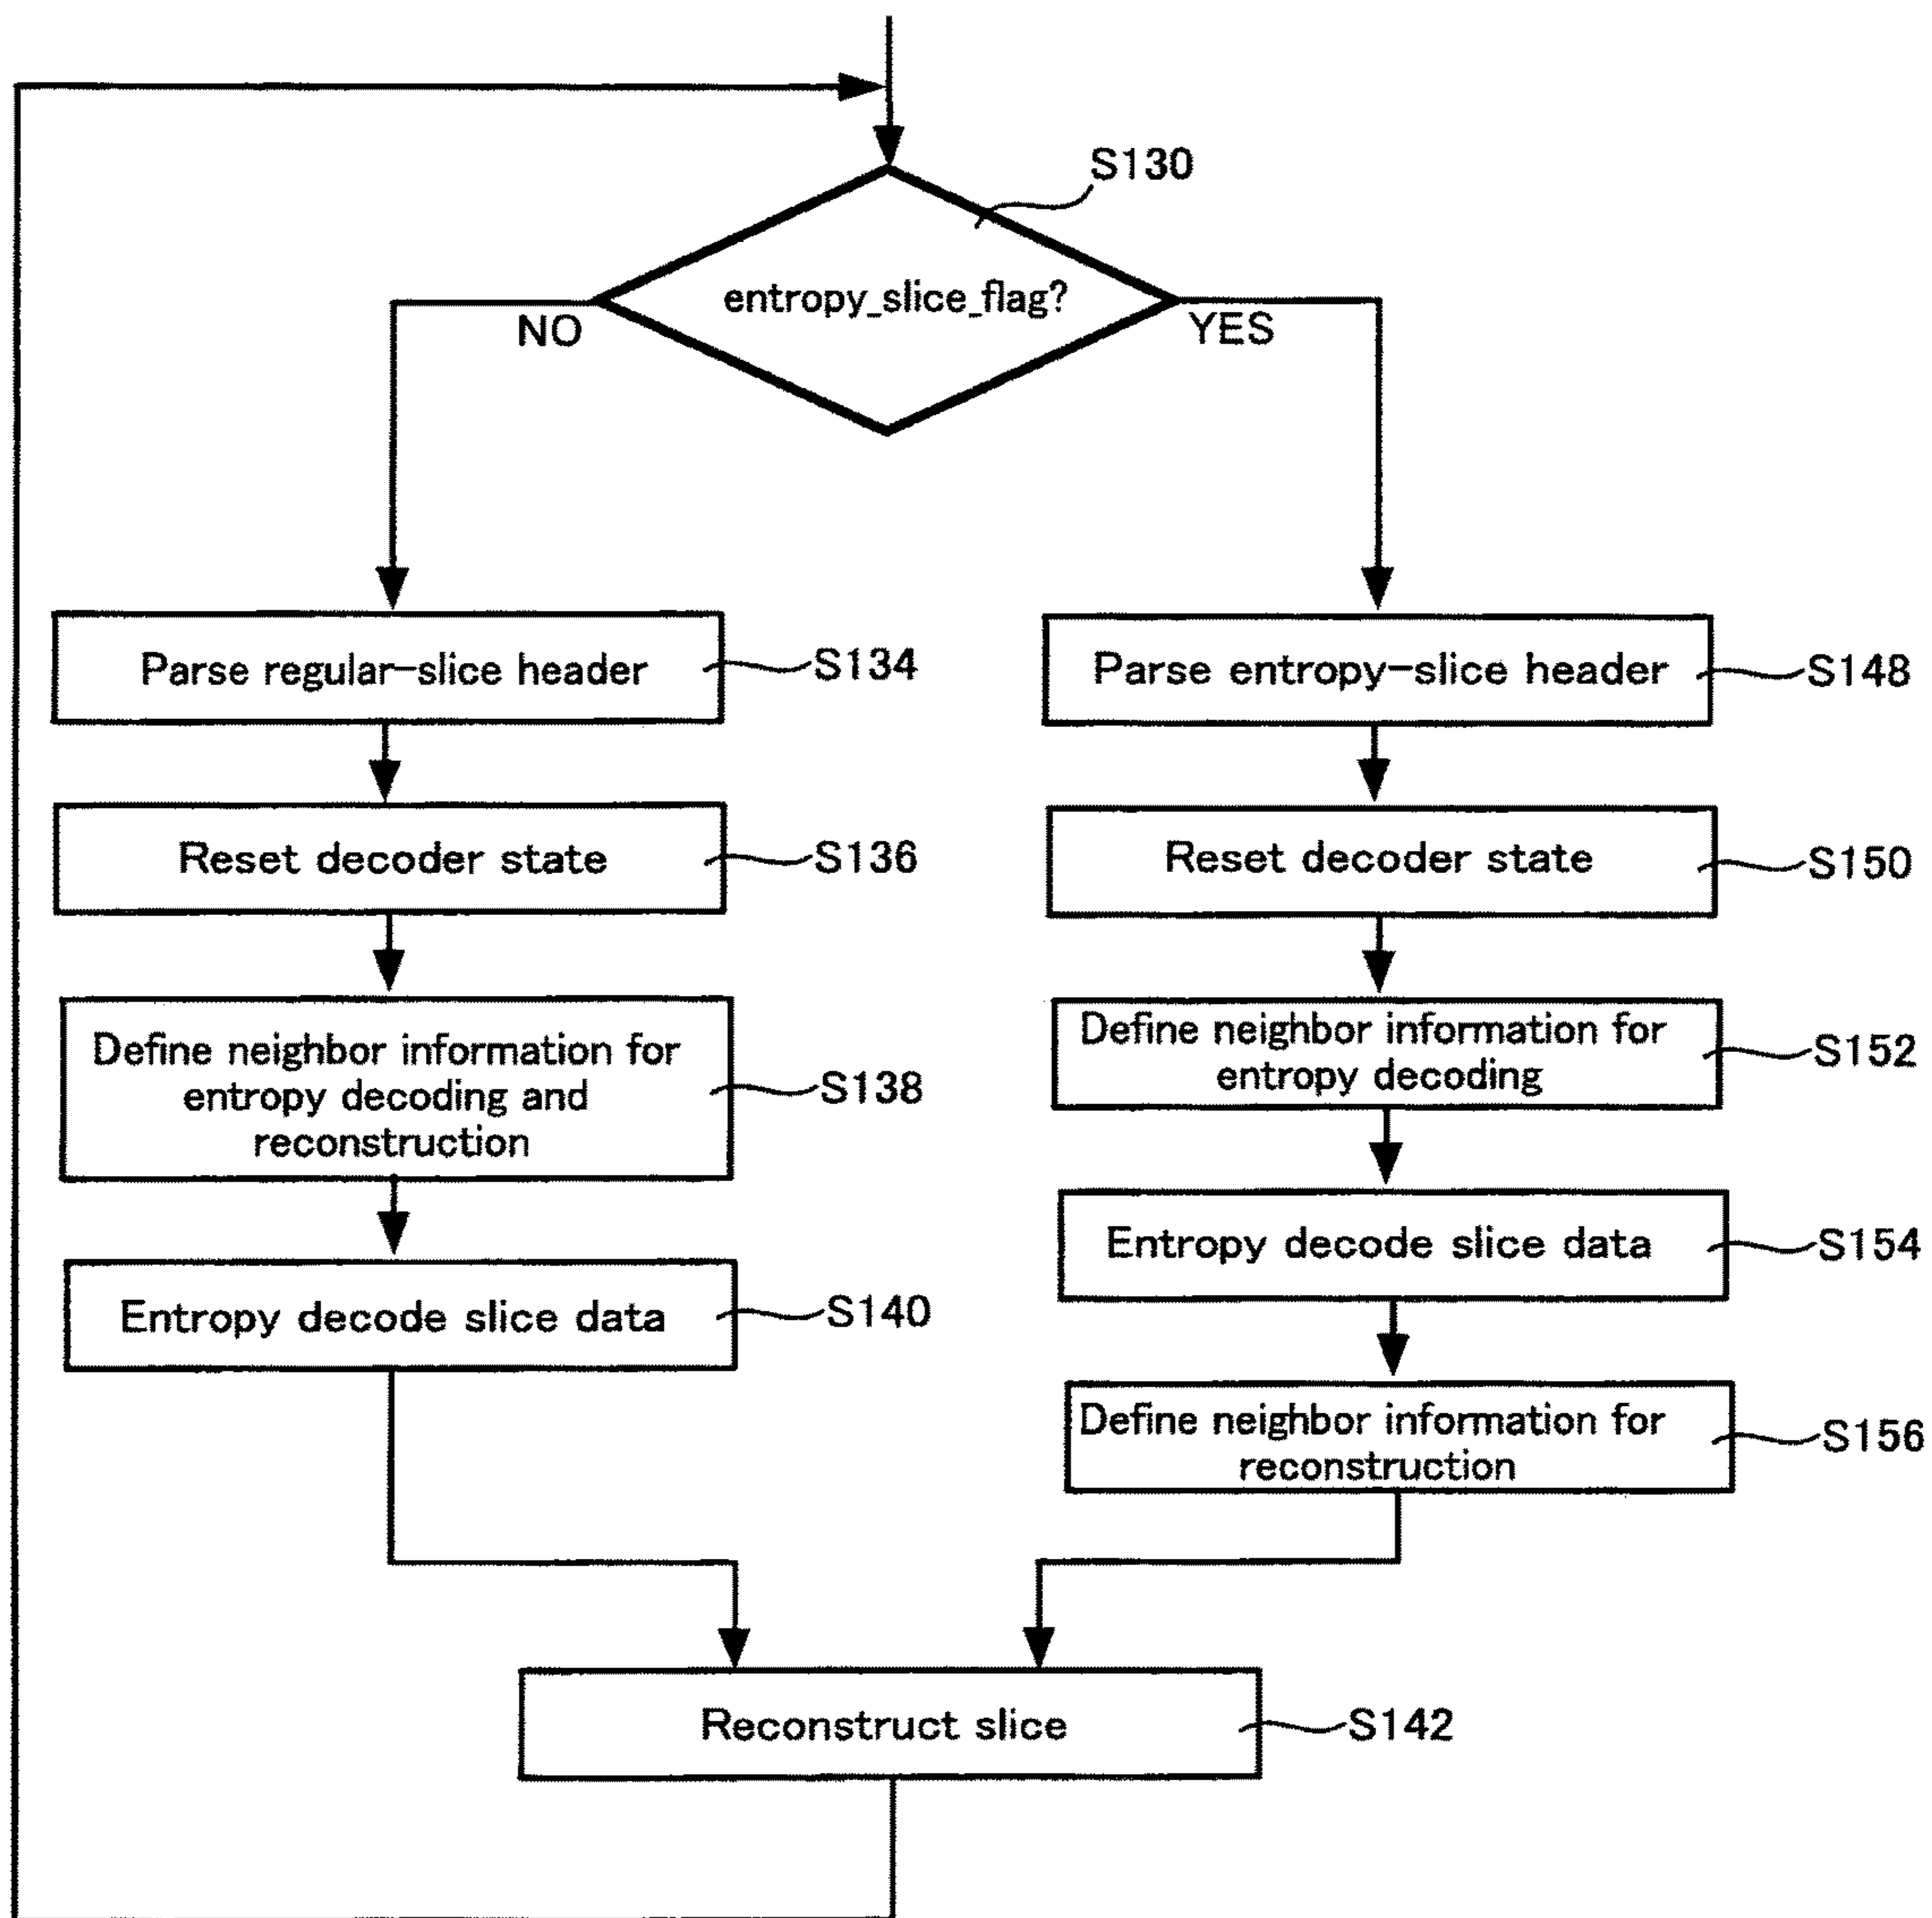 S130
entropy_slice_flag?
NO
YES
Parse regular-slice header
S134
Reset decoder state
S136
Define neighbor information for
entropy decoding and
reconstruction
S138
Entropy decode slice data
S140
Parse entropy-slice header
S148
Reset decoder state
S150
Define neighbor information for
entropy decoding
S152
Entropy decode slice data
S154
Define neighbor information for
reconstruction
S156
Reconstruct slice
S142